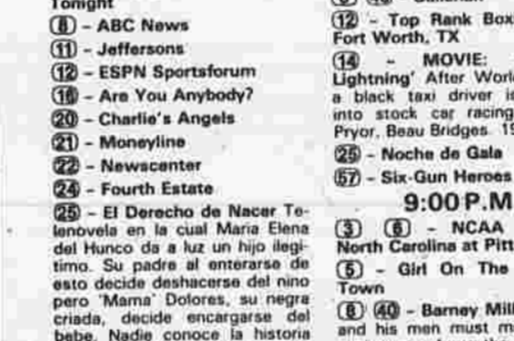 Tonight
8 - ABC News
11 - Jeffersons
12 - ESPN Sportsforum
16 - Are You Anybody?
20 - Charlie's Angels
21 - Moneyline
22 - Newscenter
24 - Fourth Estate
25 - El Derecho de Nacer Te-
lenovela en la cual Maria Elena
del Hunco da a luz un hijo ilegi-
timo. Su padre al enterarse de
esto decide deshacerse del nino
pero 'Mama' Dolores, su negra
criada, decide encargarse del
bebe. Nadie conoce la historia
12 - Top Rank Box
Fort Worth, TX
14 - MOVIE:
Lightning' After Worl
a black taxi driver is
into stock car racing
Pryor, Beau Bridges. 19
25 - Noche de Gala
57 - Six-Gun Heroes
9:00 P.M
3 6 - NCAA
North Carolina at Pitt
5 - Girl On The
Town
8 40 - Barney Mill
and his men must m